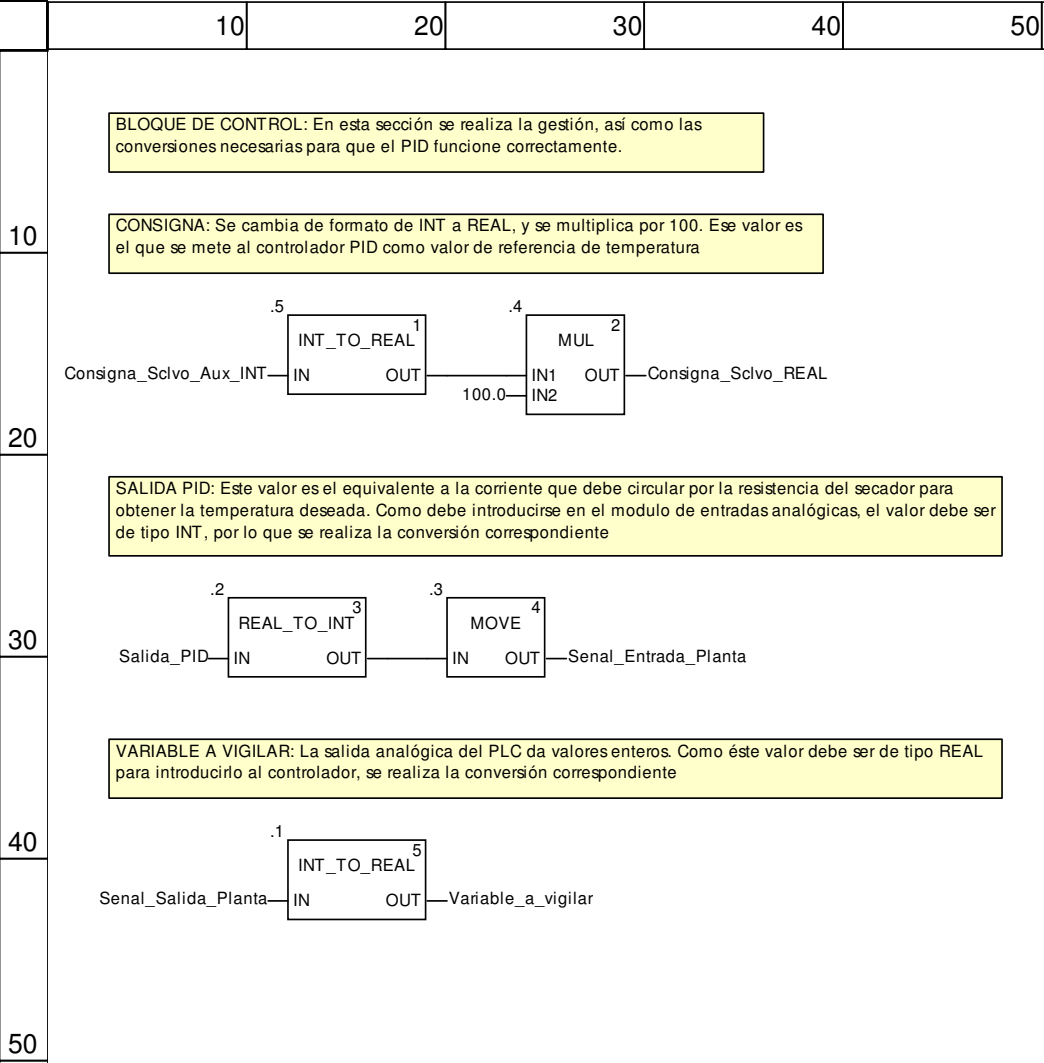 10 20 30 40 50
BLOQUE DE CONTROL: En esta sección se realiza la gestión, así como las
conversiones necesarias para que el PID funcione correctamente.
CONSIGNA: Se cambia de formato de INT a REAL, y se multiplica por 100. Ese valor es
el que se mete al controlador PID como valor de referencia de temperatura
10
.5 .4
1 2
INT_TO_REAL MUL
Consigna_Sclvo_Aux_INT IN OUT IN1 OUT Consigna_Sclvo_REAL
100.0 IN2
20
SALIDA PID: Este valor es el equivalente a la corriente que debe circular por la resistencia del secador para
obtener la temperatura deseada. Como debe introducirse en el modulo de entradas analógicas, el valor debe ser
de tipo INT, por lo que se realiza la conversión correspondiente
.2 .3
3 4
REAL_TO_INT MOVE
30
Salida_PID IN OUT IN OUT Senal_Entrada_Planta
VARIABLE A VIGILAR: La salida analógica del PLC da valores enteros. Como éste valor debe ser de tipo REAL
para introducirlo al controlador, se realiza la conversión correspondiente
.1
40
5
INT_TO_REAL
Senal_Salida_Planta IN OUT Variable_a_vigilar
50